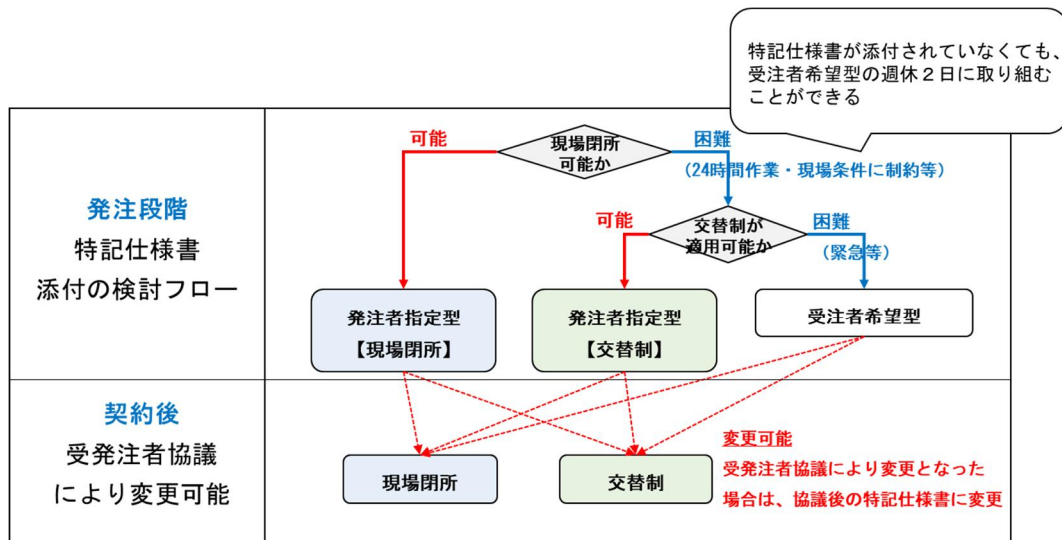 特記仕様書が添付されていなくても、
受注者希望型の週休２日に取り組む
ことができる
発注段階
特記仕様書
添付の検討フロー
可能
現場閉所
可能か
困難
（24時間作業・現場条件に制約等）
可能
交替制が
適用可能か
困難
（緊急等）
発注者指定型
【現場閉所】
発注者指定型
【交替制】
受注者希望型
契約後
受発注者協議
により変更可能
現場閉所
交替制
変更可能
受発注者協議により変更となった
場合は、協議後の特記仕様書に変更